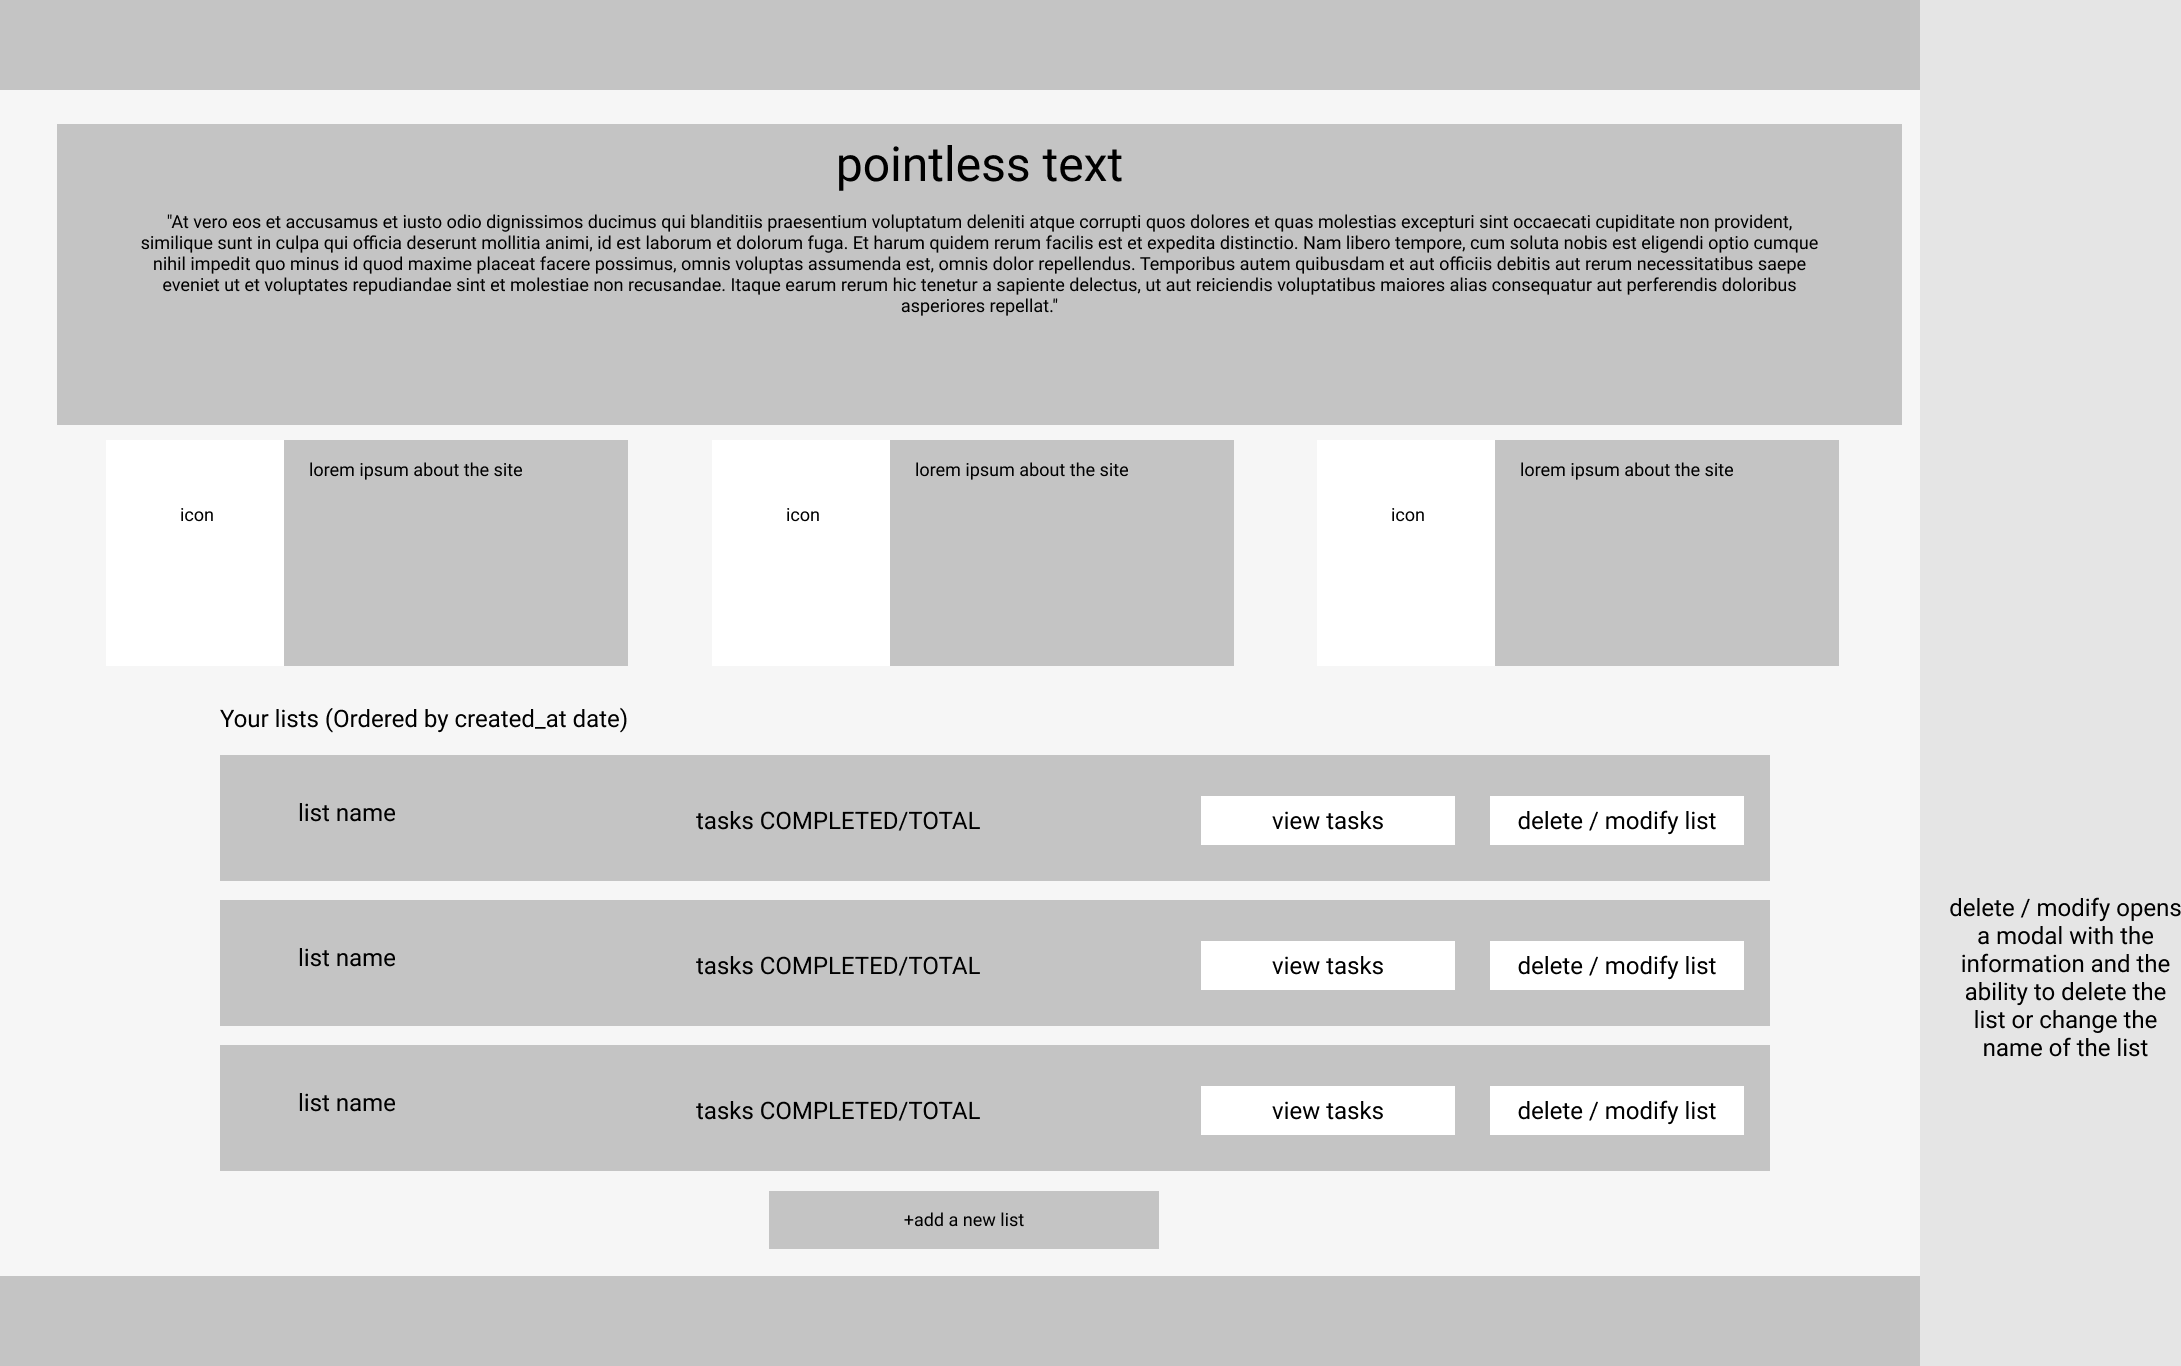 pointless text
"At vero eos et accusamus et iusto odio dignissimos ducimus qui blanditiis praesentium voluptatum deleniti atque corrupti quos dolores et quas molestias excepturi sint occaecati cupiditate non provident,
similique sunt in culpa qui officia deserunt mollitia animi, id est laborum et dolorum fuga. Et harum quidem rerum facilis est et expedita distinctio. Nam libero tempore, cum soluta nobis est eligendi optio cumque
nihil impedit quo minus id quod maxime placeat facere possimus, omnis voluptas assumenda est, omnis dolor repellendus. Temporibus autem quibusdam et aut officiis debitis aut rerum necessitatibus saepe
eveniet ut et voluptates repudiandae sint et molestiae non recusandae. Itaque earum rerum hic tenetur a sapiente delectus, ut aut reiciendis voluptatibus maiores alias consequatur aut perferendis doloribus
asperiores repellat."
icon
lorem ipsum about the site
icon
lorem ipsum about the site
icon
lorem ipsum about the site
Your lists (Ordered by created_at date)
list name
tasks COMPLETED/TOTAL
view tasks
delete / modify list
list name
tasks COMPLETED/TOTAL
view tasks
delete / modify list
list name
tasks COMPLETED/TOTAL
view tasks
delete / modify list
+add a new list
delete / modify opens
a modal with the
information and the
ability to delete the
list or change the
name of the list